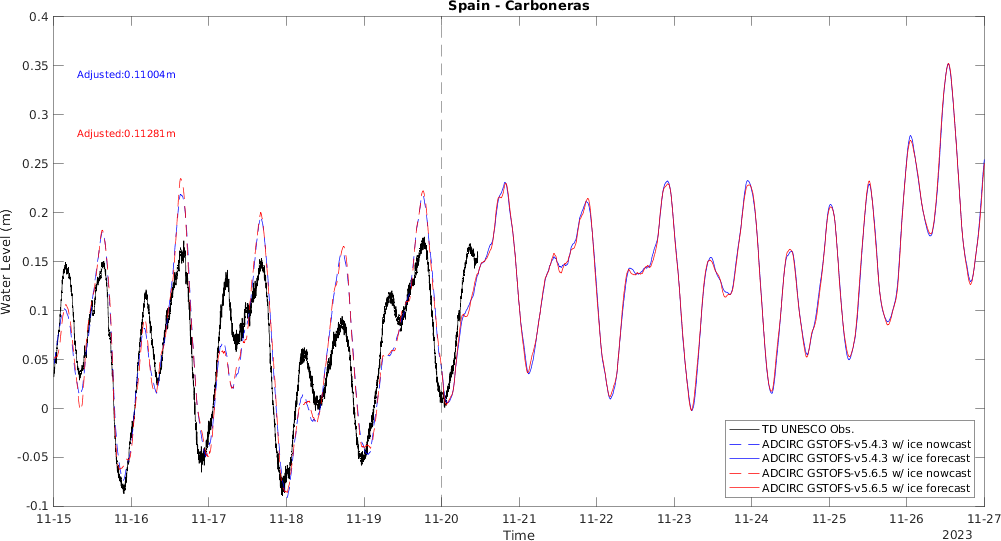 Spain - Carboneras
0.4
0.35
0.3
0.25
0.2
0.15
0.1
0.05
0
-0.05
-0.1
Water Level (m)
Adjusted:0.11004m
Adjusted:0.11281m
TD UNESCO Obs.
ADCIRC GSTOFS-v5.4.3 w/ ice nowcast
ADCIRC GSTOFS-v5.4.3 w/ ice forecast
ADCIRC GSTOFS-v5.6.5 w/ ice nowcast
ADCIRC GSTOFS-v5.6.5 w/ ice forecast
11-15 11-16 11-17 11-18 11-19 11-20 11-21 11-22 11-23 11-24 11-25 11-26 11-27
Time
2023